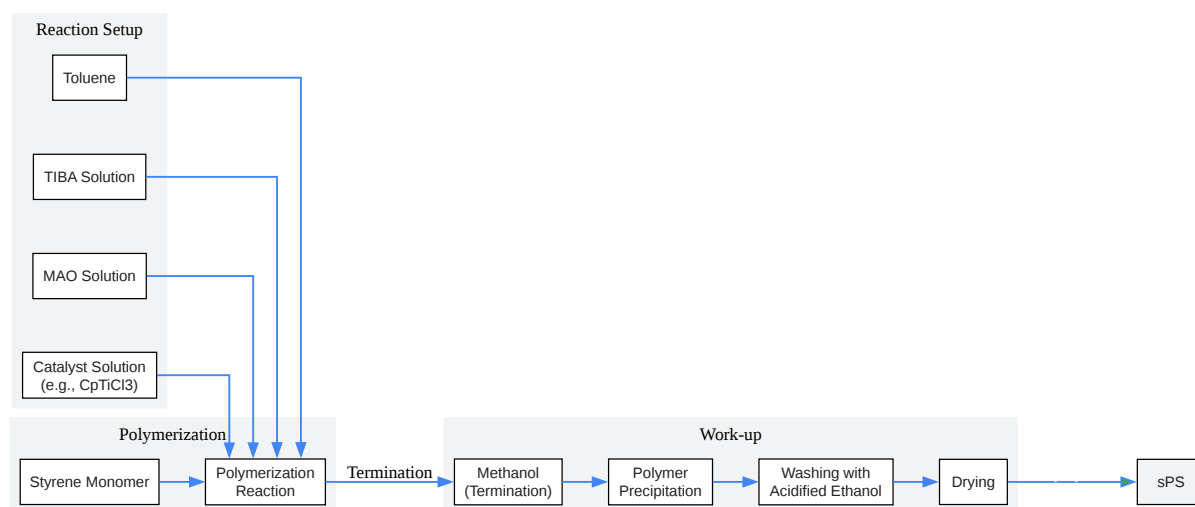 Reaction Setup
Toluene
TIBA Solution
MAO Solution
Catalyst Solution
(e.g., CpTiCl3)
Polymerization
Styrene Monomer
Polymerization
Reaction
Termination
Work-up
Methanol
(Termination)
Polymer
Precipitation
Washing with
Acidified Ethanol
Drying
sPS